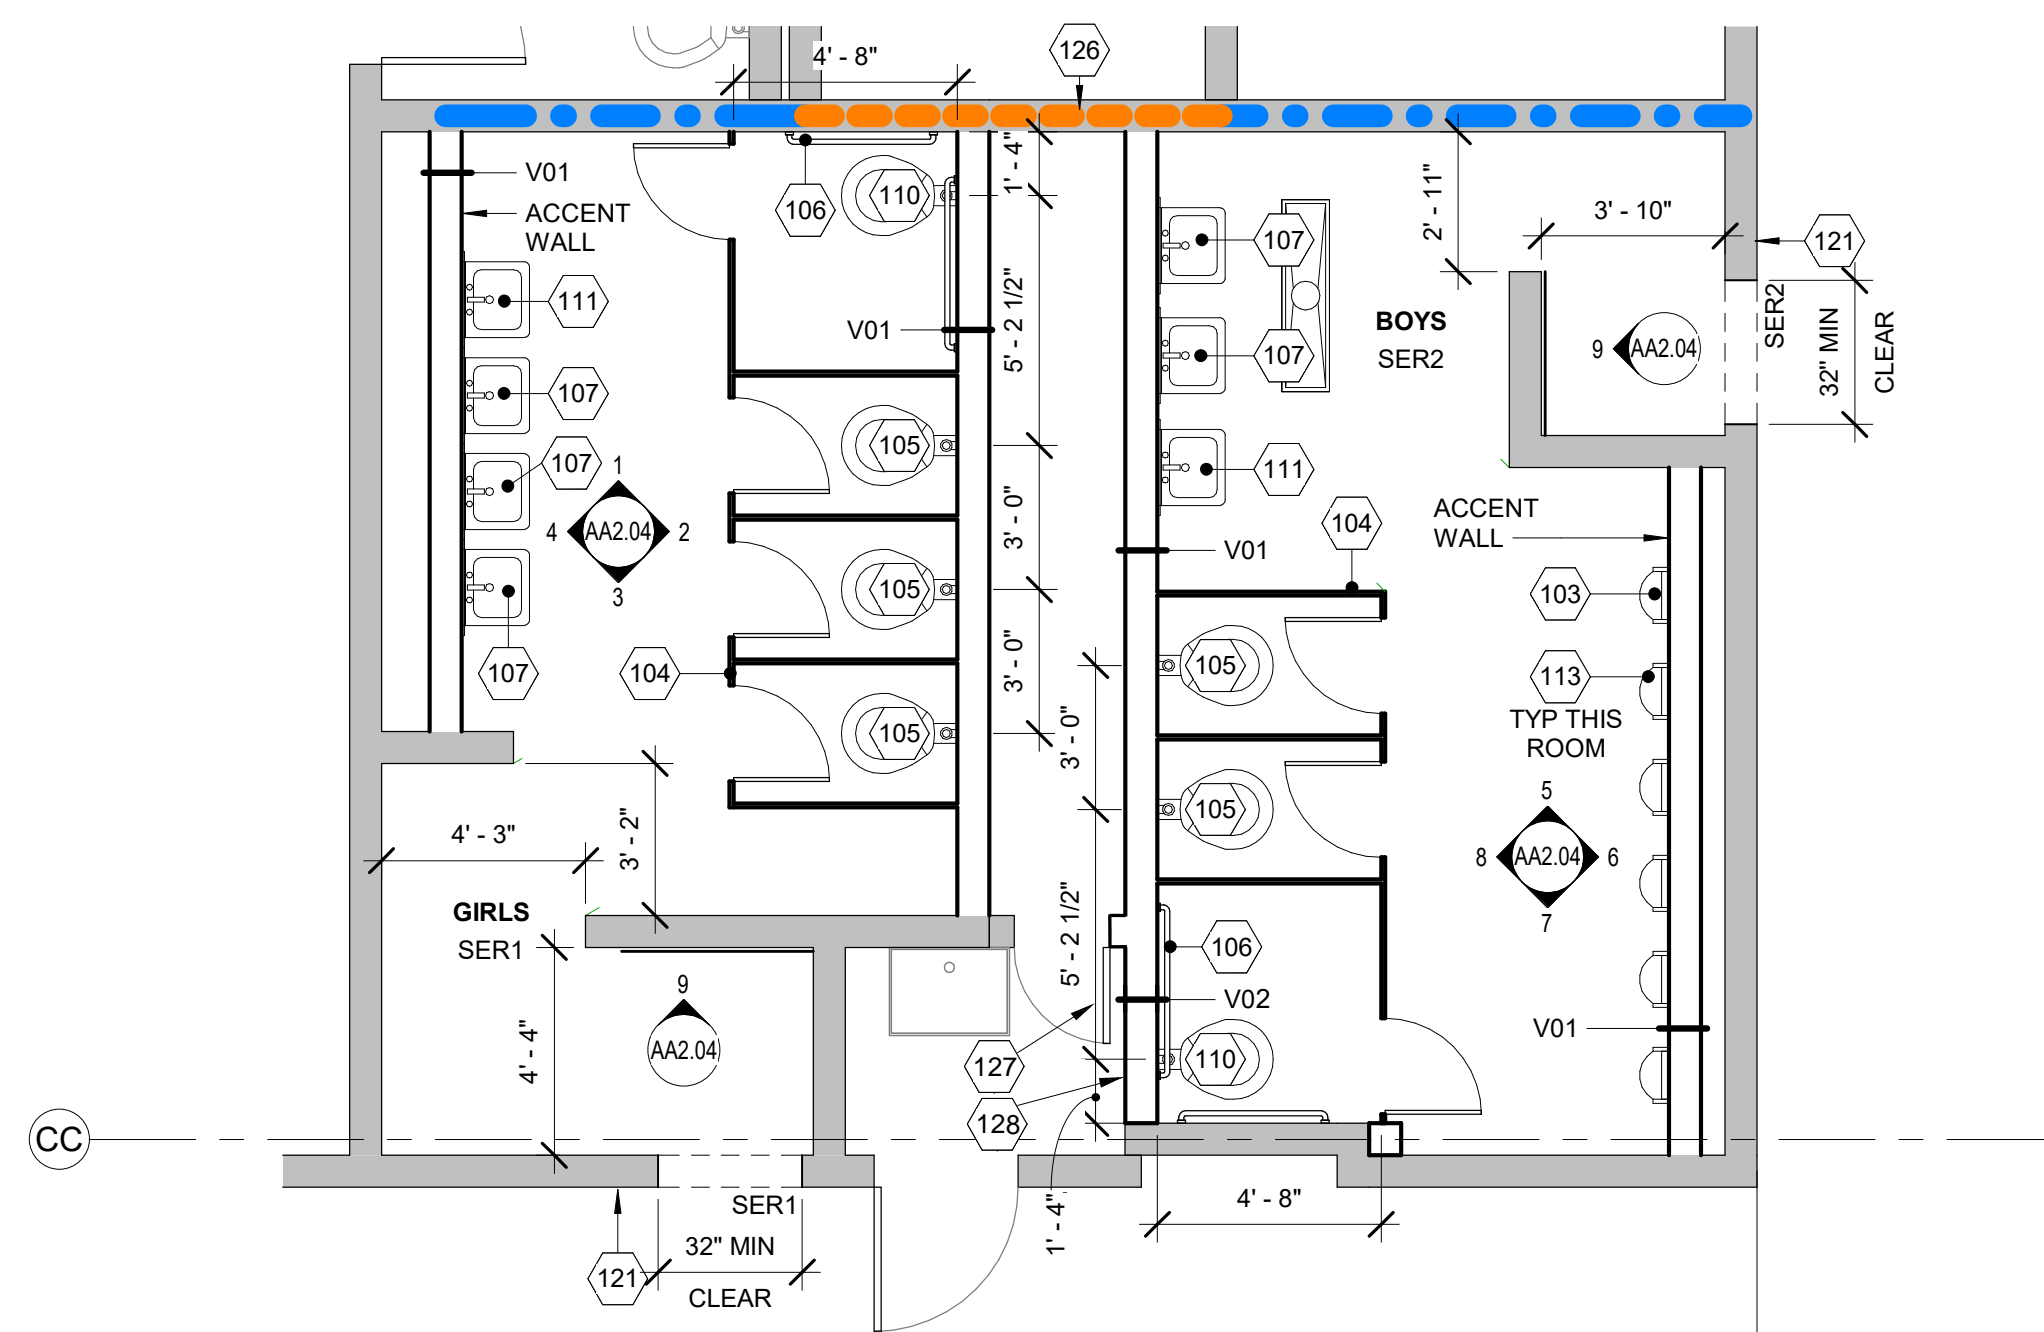 4' - 8"
126
V01
ACCENT
WALL
106
110
1' - 4"
107
2' - 11"
3' - 10"
121
111
V01
5' - 2 1/2"
107
BOYS
SER2
9
AA2.04
SER2
32" MIN
CLEAR
107
105
107
1
4
AA2.04
2
3
111
104
ACCENT
WALL
3' - 0"
V01
105
103
107
104
3' - 0"
105
105
113
TYP THIS
ROOM
3' - 0"
105
5
8
AA2.04
6
7
4' - 3"
3' - 2"
GIRLS
SER1
5' - 2 1/2"
106
9
AA2.04
4' - 4"
V02
V01
127
110
128
CC
SER1
1' - 4"
4' - 8"
32" MIN
121
CLEAR